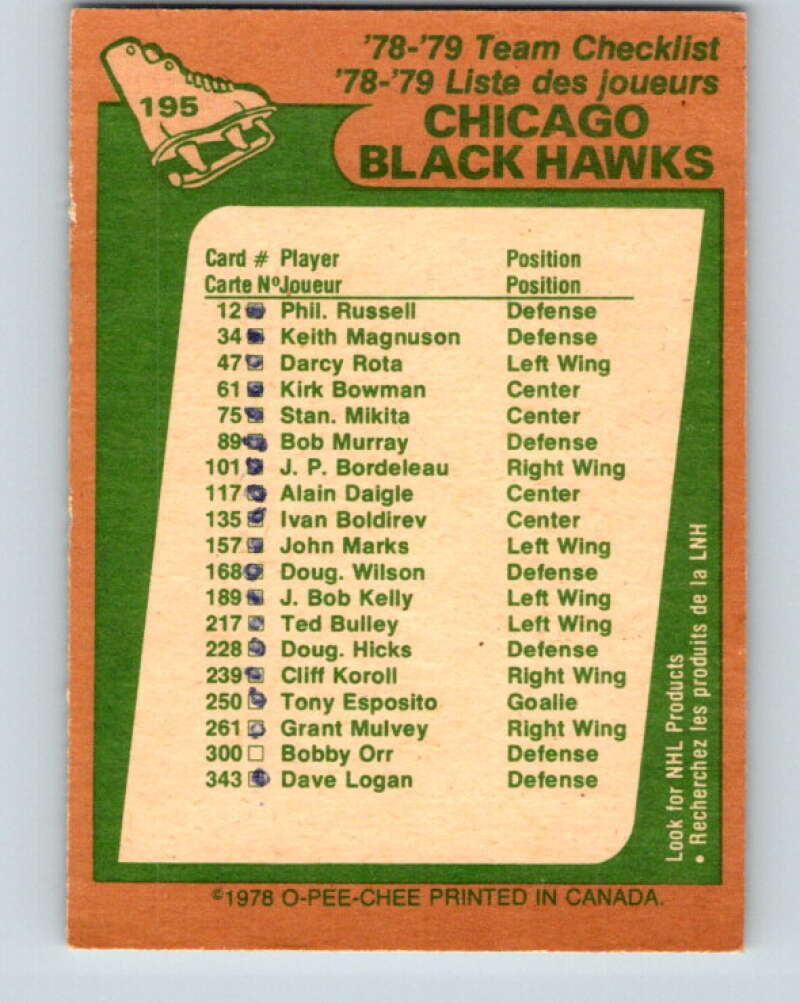 '78-'79 Team Checklist
'78-'79 Liste des joueurs
195
CHICAGO
BLACK HAWKS
Card # Player Position
Carte Nº Joueur Position
12 Phil. Russell Defense
34 Keith Magnuson Defense
47 Darcy Rota Left Wing
61 Kirk Bowman Center
75 Stan. Mikita Center
89 Bob Murray Defense
101 J. P. Bordeleau Right Wing
117 Alain Daigle Center
135 Ivan Boldirev Center
157 John Marks Left Wing
168 Doug. Wilson Defense
189 J. Bob Kelly Left Wing
217 Ted Bulley Left Wing
228 Doug. Hicks Defense
239 Cliff Koroll Right Wing
250 Tony Esposito Goalie
261 Grant Mulvey Right Wing
300 □ Bobby Orr Defense
343 Dave Logan Defense
Look for NHL Products
• Recherchez les produits de la LNH
©1978 O-PEE-CHEE PRINTED IN CANADA.